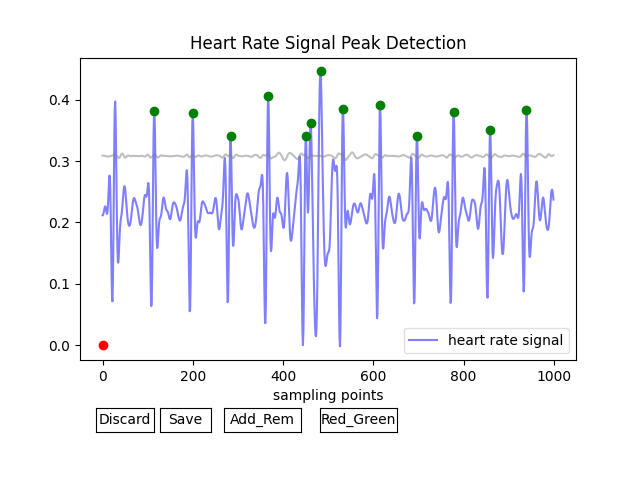 Heart Rate Signal Peak Detection
0.4
0.3
0.2
0.1
0.0
heart rate signal
0 200 400 600 800 1000
sampling points
Discard Save Add_Rem Red_Green